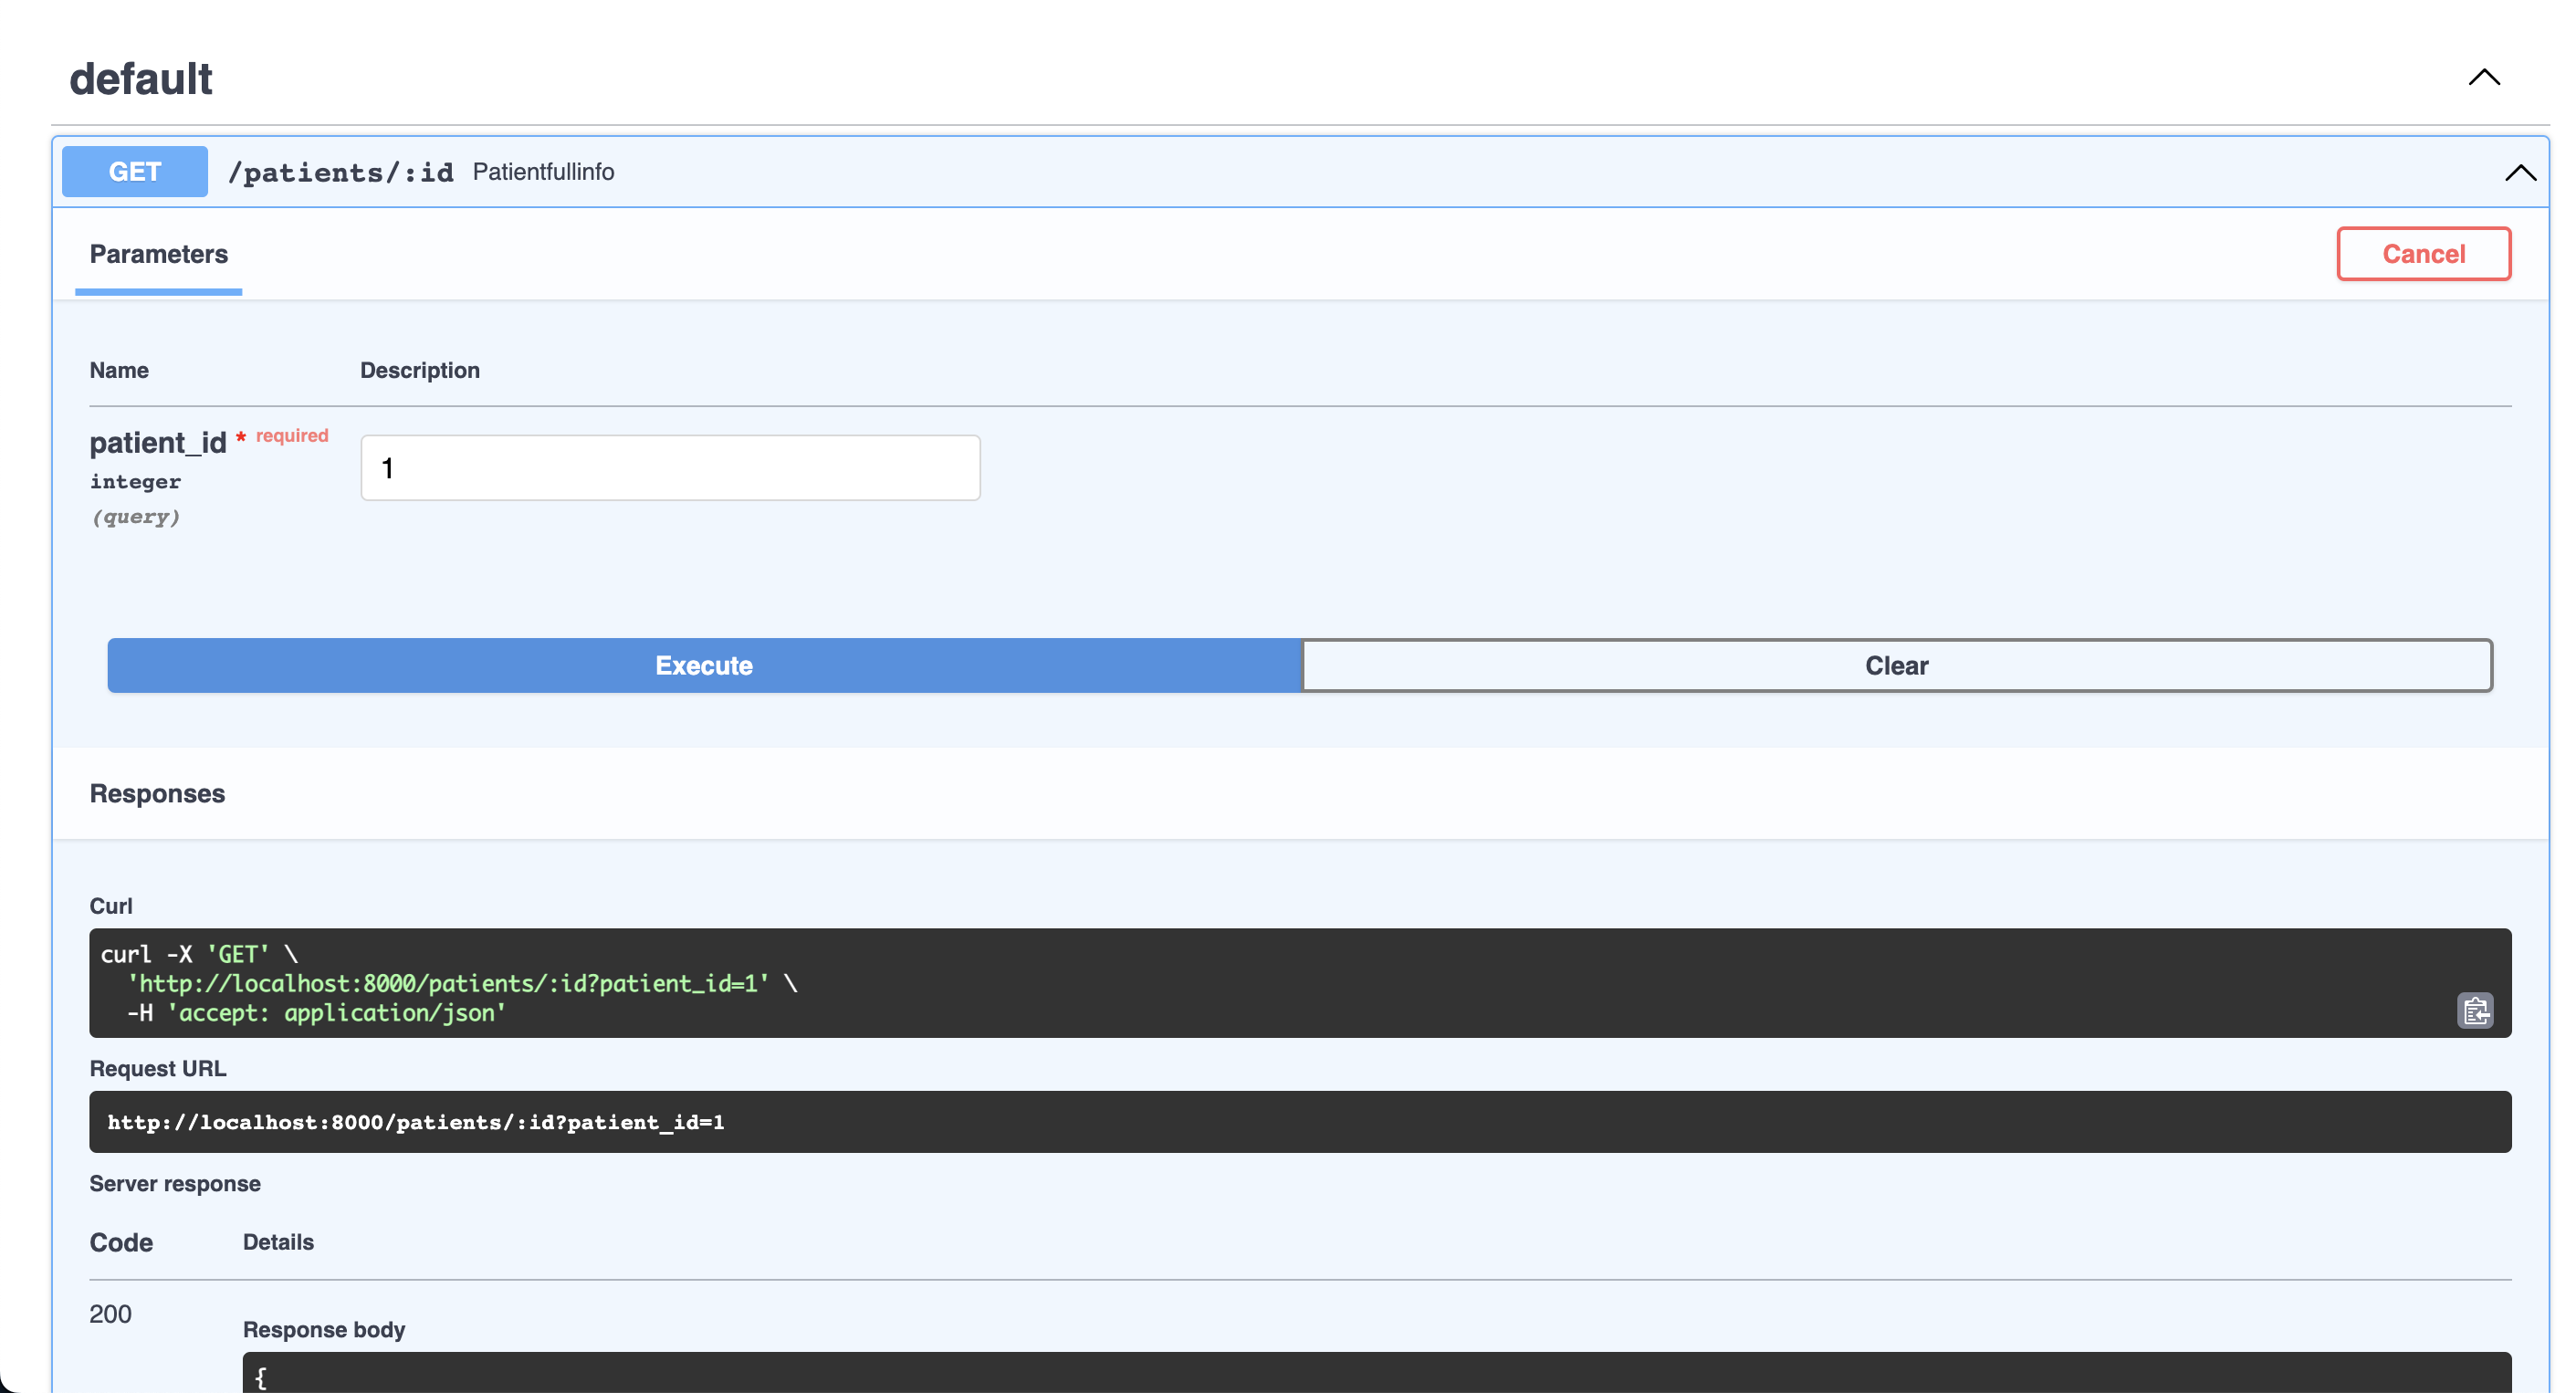 default
GET /patients/:id Patientfullinfo
Parameters
Cancel
Name Description
patient_id * required
integer
(query)
1
Execute Clear
Responses
Curl
curl -X 'GET' \
'http://localhost:8000/patients/:id?patient_id=1' \
-H 'accept: application/json'
Request URL
http://localhost:8000/patients/:id?patient_id=1
Server response
Code Details
200
Response body
{